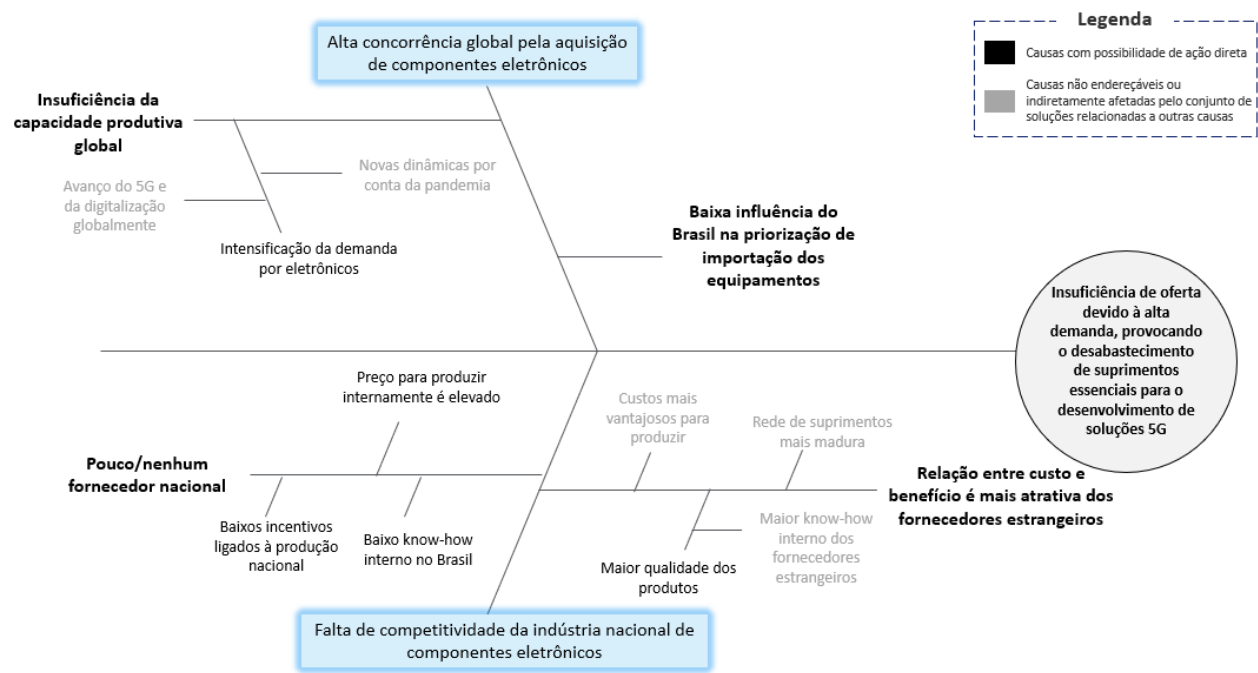 Legenda
Causas com possibilidade de ação direta
Causas não endereçáveis ou
indiretamente afetadas pelo conjunto de
soluções relacionadas a outras causas
Alta concorrência global pela aquisição
de componentes eletrônicos
Insuficiência da
capacidade produtiva
global
Novas dinâmicas por
conta da pandemia
Avanço do 5G e
da digitalização
globalmente
Intensificação da demanda
por eletrônicos
Baixa influência do
Brasil na priorização de
importação dos
equipamentos
Insuficiência de oferta
devido à alta
demanda, provocando
o desabastecimento
de suprimentos
essenciais para o
desenvolvimento de
soluções 5G
Preço para produzir
internamente é elevado
Pouco/nenhum
fornecedor nacional
Baixos incentivos
ligados à produção
nacional
Baixo know-how
interno no Brasil
Custos mais
vantajosos para
produzir
Rede de suprimentos
mais madura
Relação entre custo e
benefício é mais atrativa dos
fornecedores estrangeiros
Maior qualidade dos
produtos
Maior know-how
interno dos
fornecedores
estrangeiros
Falta de competitividade da indústria nacional de
componentes eletrônicos